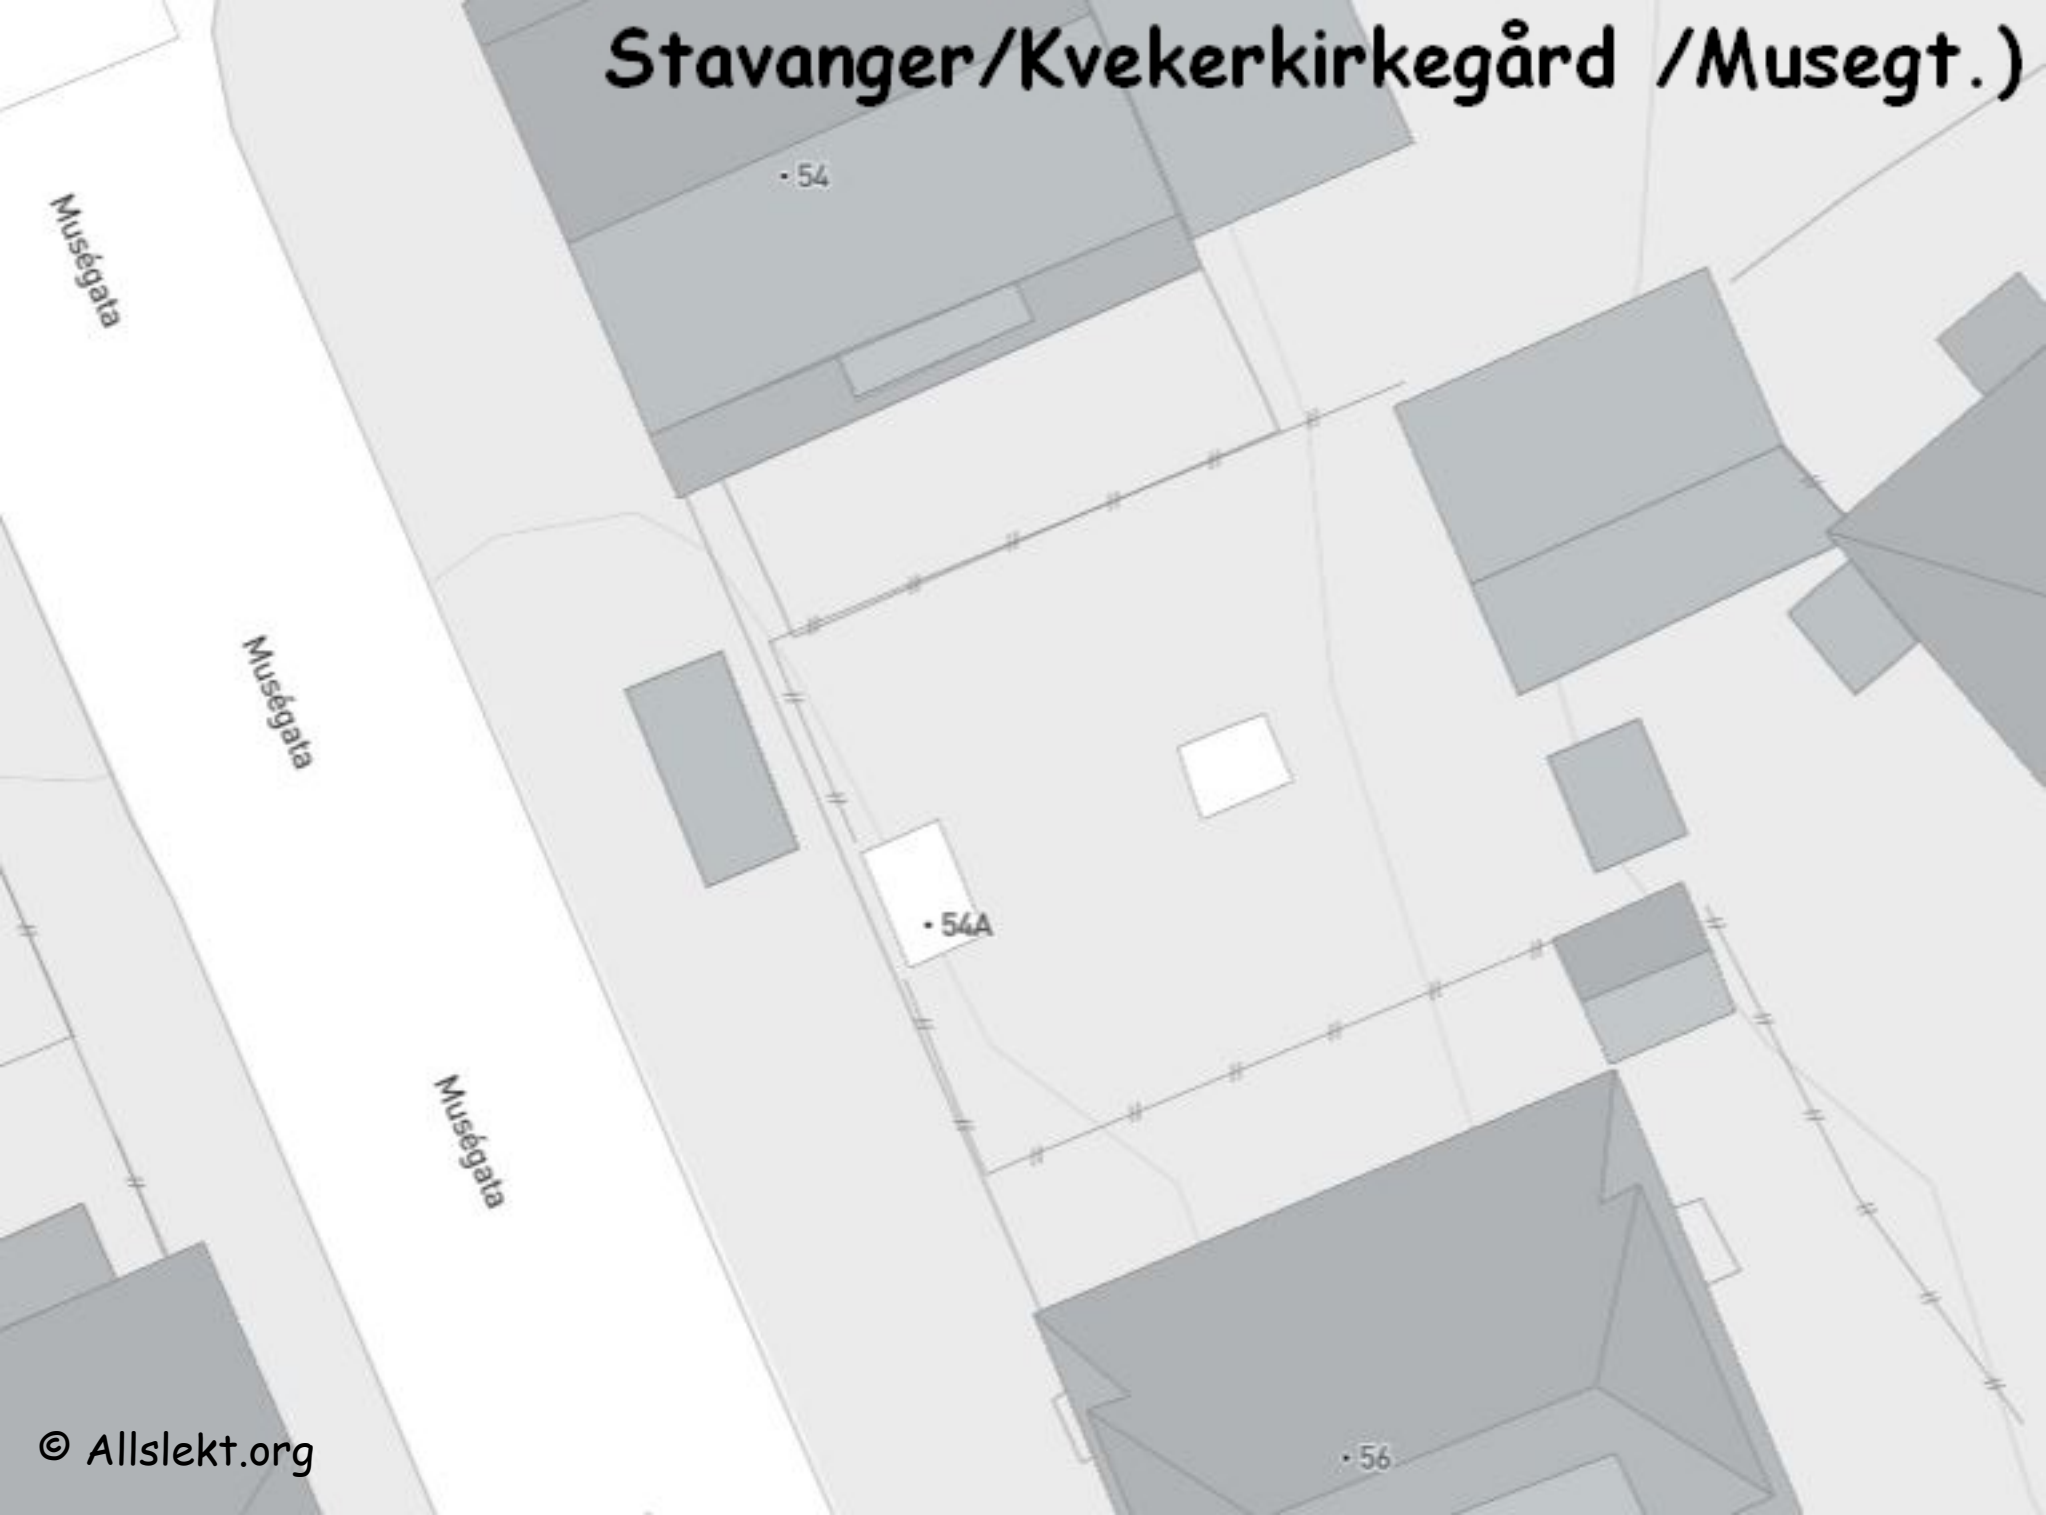 Stavanger/Kvekerkirkegård /Musegt.)
54
Muségata
Muségata
54A
Muségata
56
© Allslekt.org